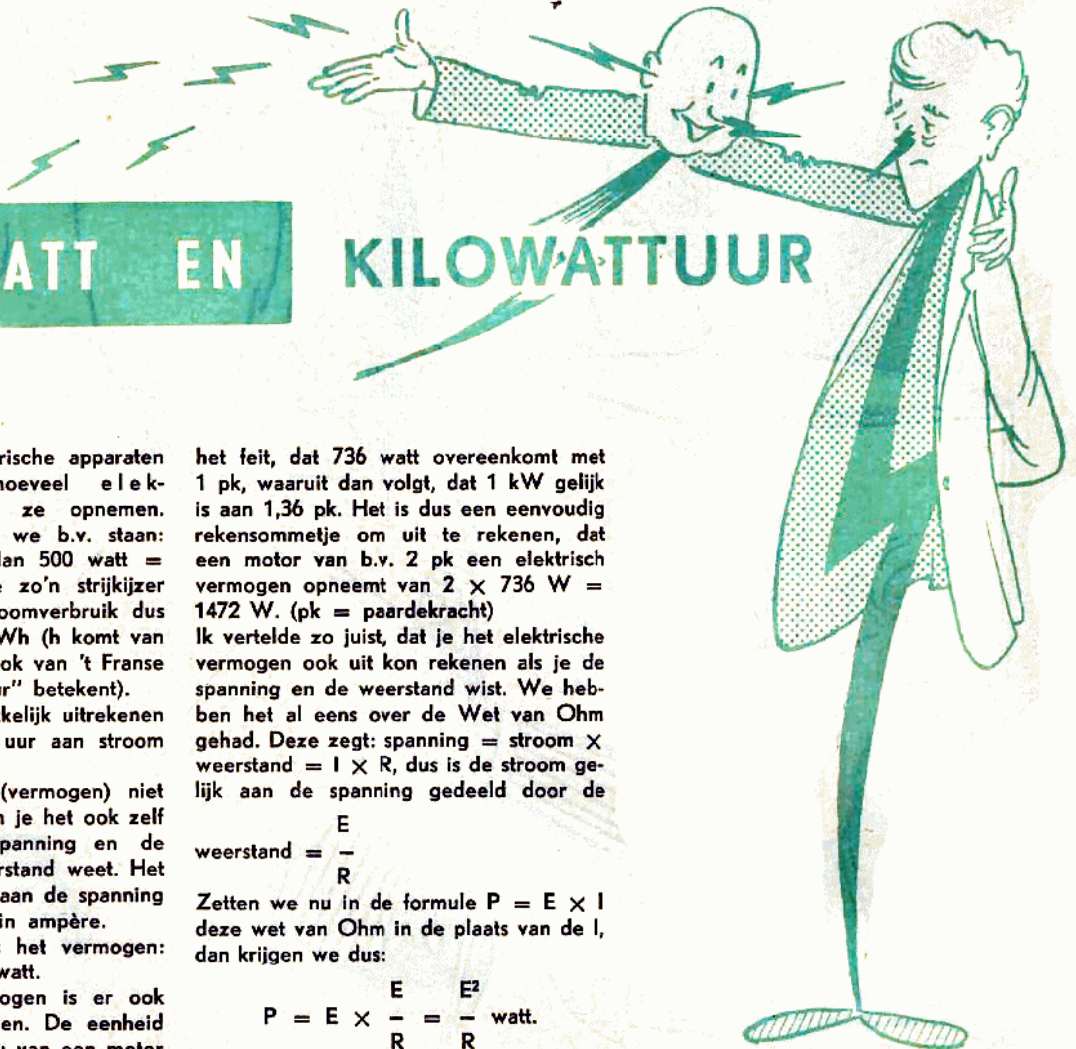 ATT EN KILOWATTUUR
rische apparaten
hoeveel elek-
ze opnemen.
we b.v. staan:
dan 500 watt =
e zo'n strijkijzer
oomverbruik dus
Wh (h komt van
ok van 't Franse
ur" betekent).
kelijk uitrekenen
uur aan stroom
(vermogen) niet
n je het ook zelf
panning en de
rstand weet. Het
aan de spanning
in ampère.
het vermogen:
watt.
ogen is er ook
en. De eenheid
van een motor
het feit, dat 736 watt overeenkomt met
1 pk, waaruit dan volgt, dat 1 kW gelijk
is aan 1,36 pk. Het is dus een eenvoudig
rekensommetje om uit te rekenen, dat
een motor van b.v. 2 pk een elektrisch
vermogen opneemt van 2 × 736 W =
1472 W. (pk = paardekracht)
Ik vertelde zo juist, dat je het elektrische
vermogen ook uit kon rekenen als je de
spanning en de weerstand wist. We heb-
ben het al eens over de Wet van Ohm
gehad. Deze zegt: spanning = stroom ×
weerstand = I × R, dus is de stroom ge-
lijk aan de spanning gedeeld door de
E
weerstand = –
R
Zetten we nu in de formule P = E × I
deze wet van Ohm in de plaats van de I,
dan krijgen we dus:
E E²
P = E × – = – watt.
R R